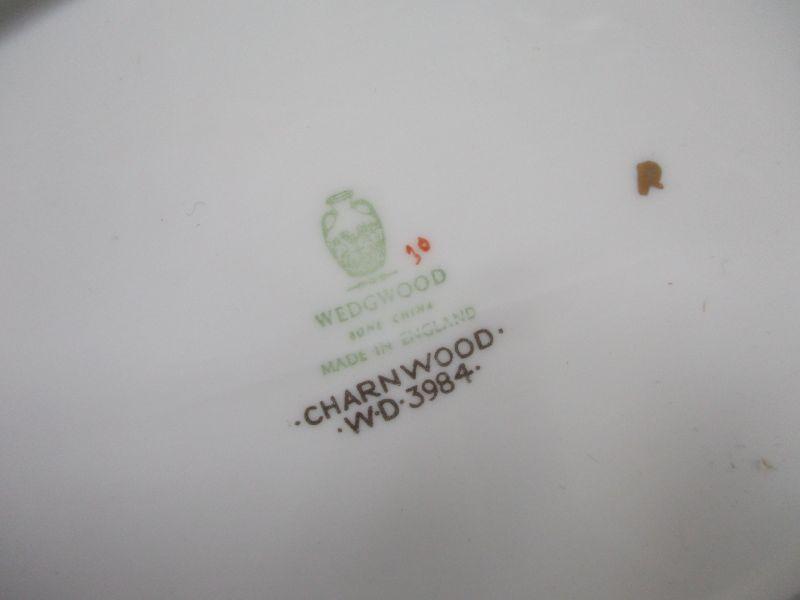 30
WEDGWOOD
BONE CHINA
MADE IN ENGLAND
·CHARNWOOD·
·W·D·3984·
R